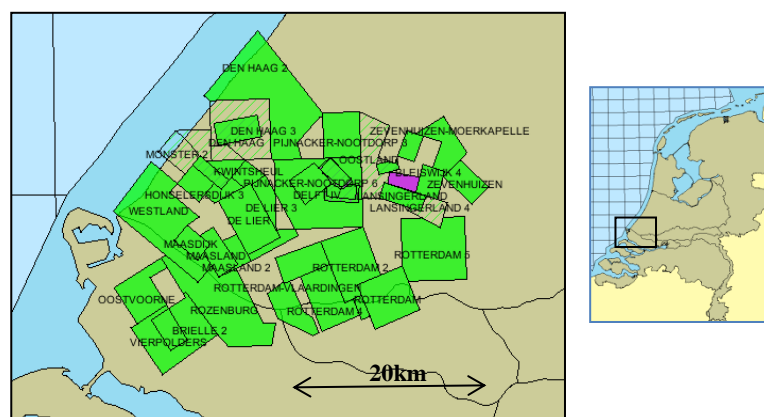 DEN HAAG 2
DEN HAAG 3
ZEVENHUIZEN-MOERKAPELLE
DEN HAAG
PIJNACKER-NOOTDORP 3
MONSTER 2
OOSTLAND
KWINTSHEUL
BLEISWIJK 4
PIJNACKER-NOOTDORP 6
ZEVENHUIZEN
HONSELERSDIJK 3
DELFT IV
LANSINGERLAND
WESTLAND
DE LIER 3
LANSINGERLAND 4
DE LIER
MAASDIJK
MAASLAND
ROTTERDAM 5
MAASLAND 2
ROTTERDAM 2
ROTTERDAM-VLAARDINGEN
OOSTVOORNE
ROTTERDAM
ROZENBURG
ROTTERDAM 4
BRIELLE 2
VIERPOLDERS
20km